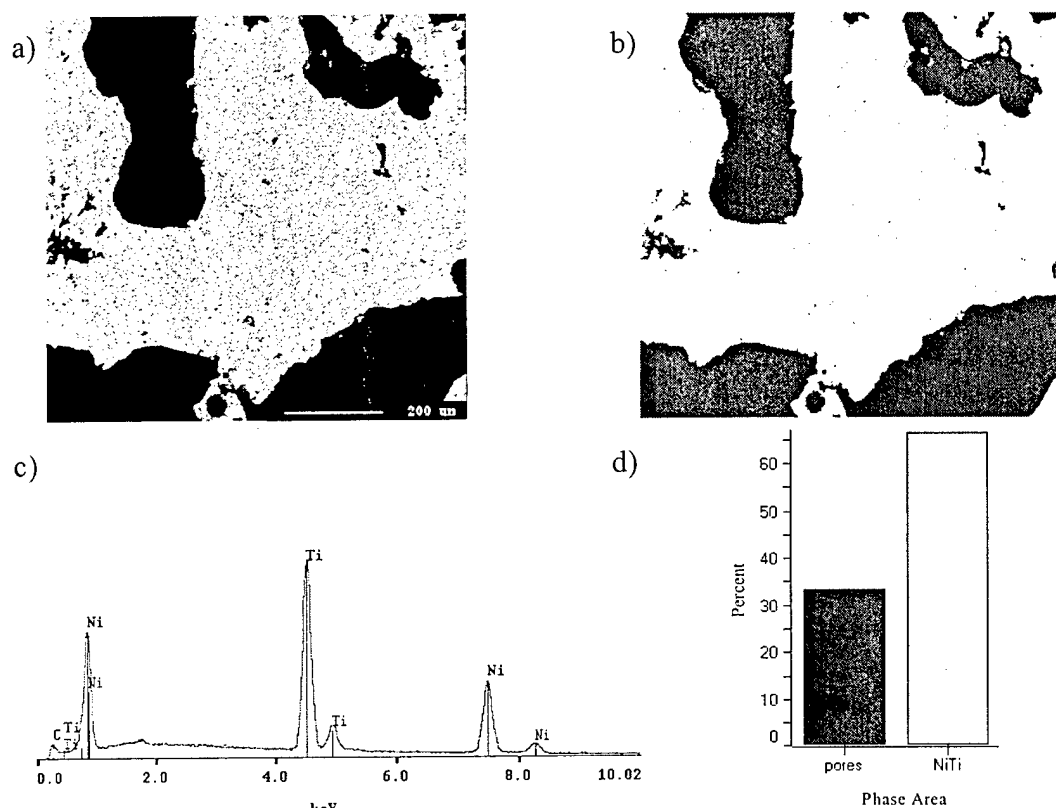 a)
b)
200 um
c)
Ti
Ni
Ni
Ni
Ti
C
Ti
Ti
Ni
0.0 2.0 4.0 6.0 8.0 10.02
keV
d)
60
50
40
30
20
10
0
Percent
pores NiTi
Phase Area